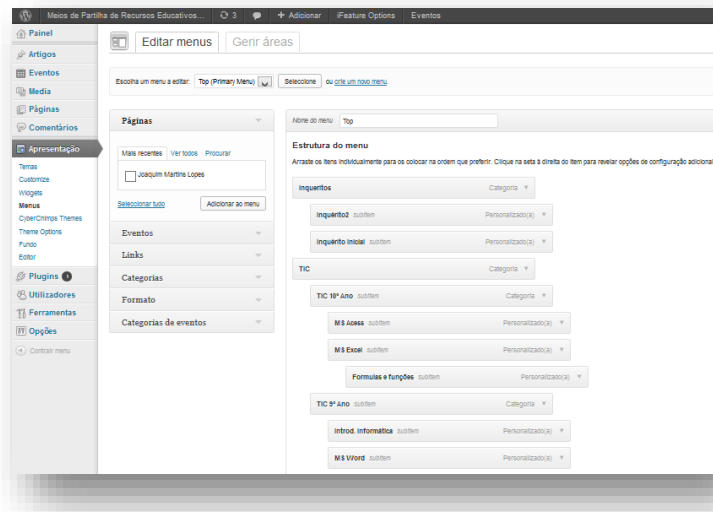 Meios de Partilha de Recursos Educativos... 3 + Adicionar iFeature Options Eventos
Painel
Artigos
Eventos
Media
Páginas
Comentários
Apresentação
Temas
Customize
Widgets
Menus
CyberChimps Themes
Theme Options
Fundo
Editor
Plugins 1
Utilizadores
Ferramentas
Opções
Contrair menu
Editar menus Gerir áreas
Escolha um menu a editar: Top (Primary Menu) Seleccione ou crie um novo menu.
Páginas
Mais recentes Ver todos Procurar
Joaquim Martins Lopes
Seleccionar tudo Adicionar ao menu
Eventos
Links
Categorias
Formato
Categorias de eventos
Nome do menu Top
Estrutura do menu
Arraste os itens individualmente para os colocar na ordem que preferir. Clique na seta à direita do item para revelar opções de configuração adicional
Inqueritos Categoria
Inquérito2 subitem Personalizado(a)
Inquérito Inicial subitem Personalizado(a)
TIC Categoria
TIC 10º Ano subitem Categoria
MS Acess subitem Personalizado(a)
MS Excel subitem Personalizado(a)
Formulas e funções subitem Personalizado(a)
TIC 9º Ano subitem Categoria
Introd. Informática subitem Personalizado(a)
MS Word subitem Personalizado(a)